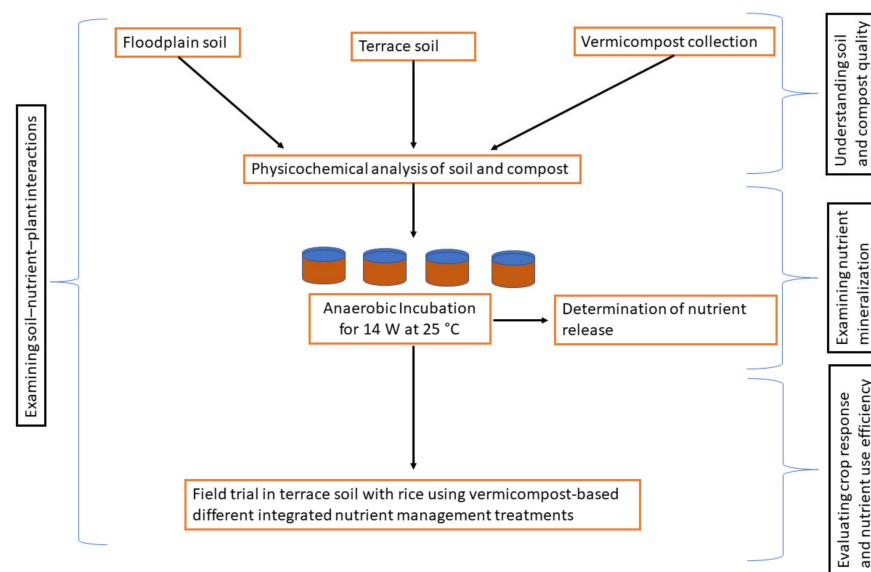 Floodplain soil
Terrace soil
Vermicompost collection
Understanding soil
and compost quality
Physicochemical analysis of soil and compost
Examining soil–nutrient–plant interactions
Anaerobic Incubation
for 14 W at 25 °C
Determination of nutrient
release
Examining nutrient
mineralization
Field trial in terrace soil with rice using vermicompost-based
different integrated nutrient management treatments
Evaluating crop response
and nutrient use efficiency